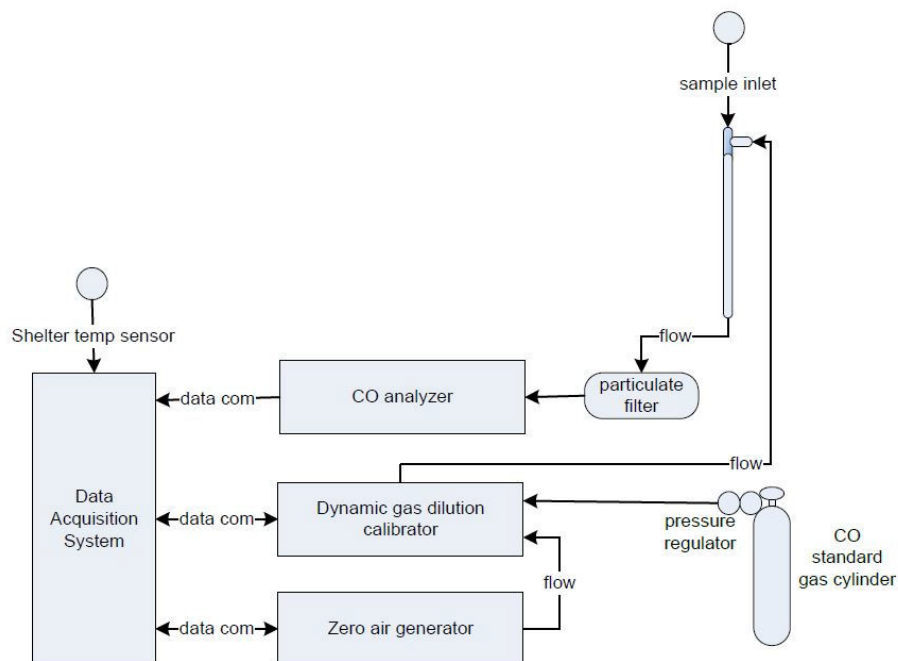 sample inlet
Shelter temp sensor
flow
particulate
filter
CO analyzer
data com
flow
Data
Acquisition
System
data com
Dynamic gas dilution
calibrator
pressure
regulator
CO
standard
gas cylinder
flow
data com
Zero air generator